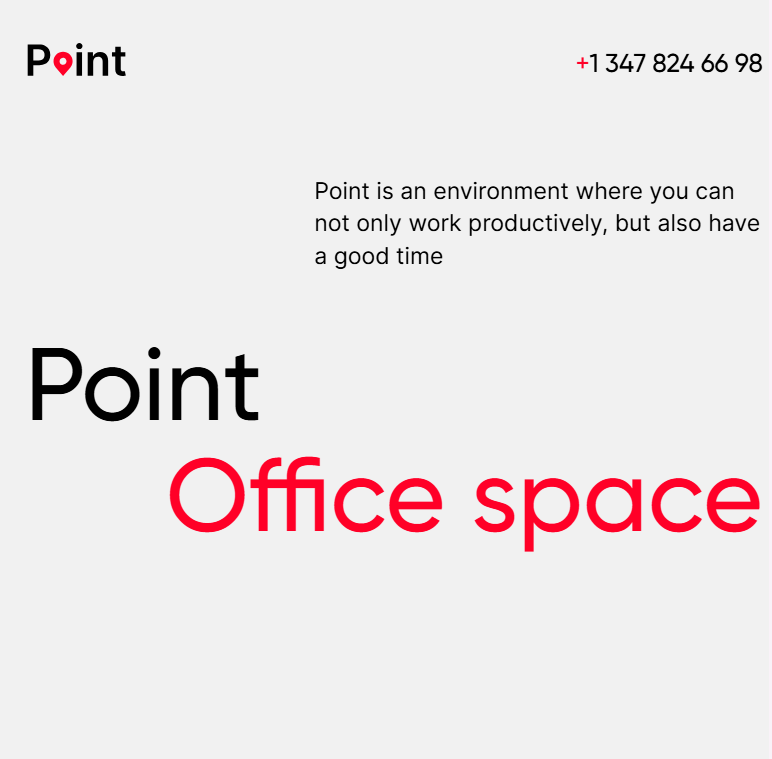 Point
+1 347 824 66 98
Point is an environment where you can
not only work productively, but also have
a good time
Point
Office space